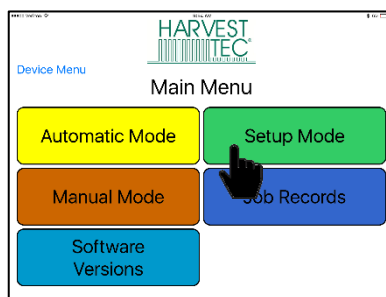 HARVEST
TEC
Device Menu
Main Menu
Automatic Mode
Setup Mode
Manual Mode
Job Records
Software
Versions